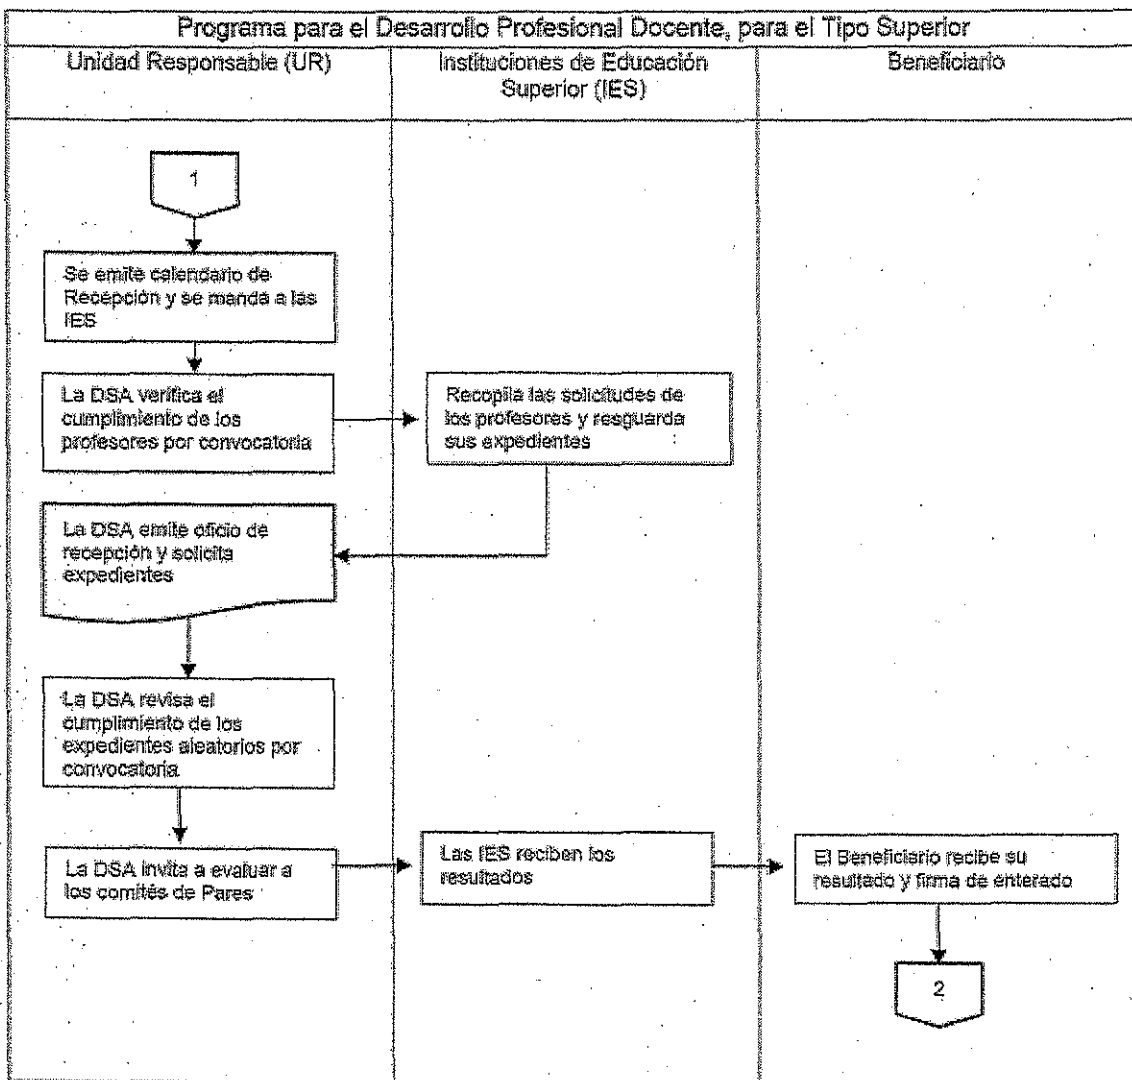 Programa para el Desarrollo Profesional Docente, para el Tipo Superior
Unidad Responsable (UR)
Instituciones de Educación
Superior (IES)
Beneficiario
1
Se emite calendario de
Recepción y se manda a las
IES
La DSA verifica el
cumplimiento de los
profesores por convocatoria
Recopila las solicitudes de
los profesores y resguarda
sus expedientes
La DSA emite oficio de
recepción y solicita
expedientes
La DSA revisa el
cumplimiento de los
expedientes aleatorios por
convocatoria
La DSA invita a evaluar a
los comités de Pares
Las IES reciben los
resultados
El Beneficiario recibe su
resultado y firma de enterado
2